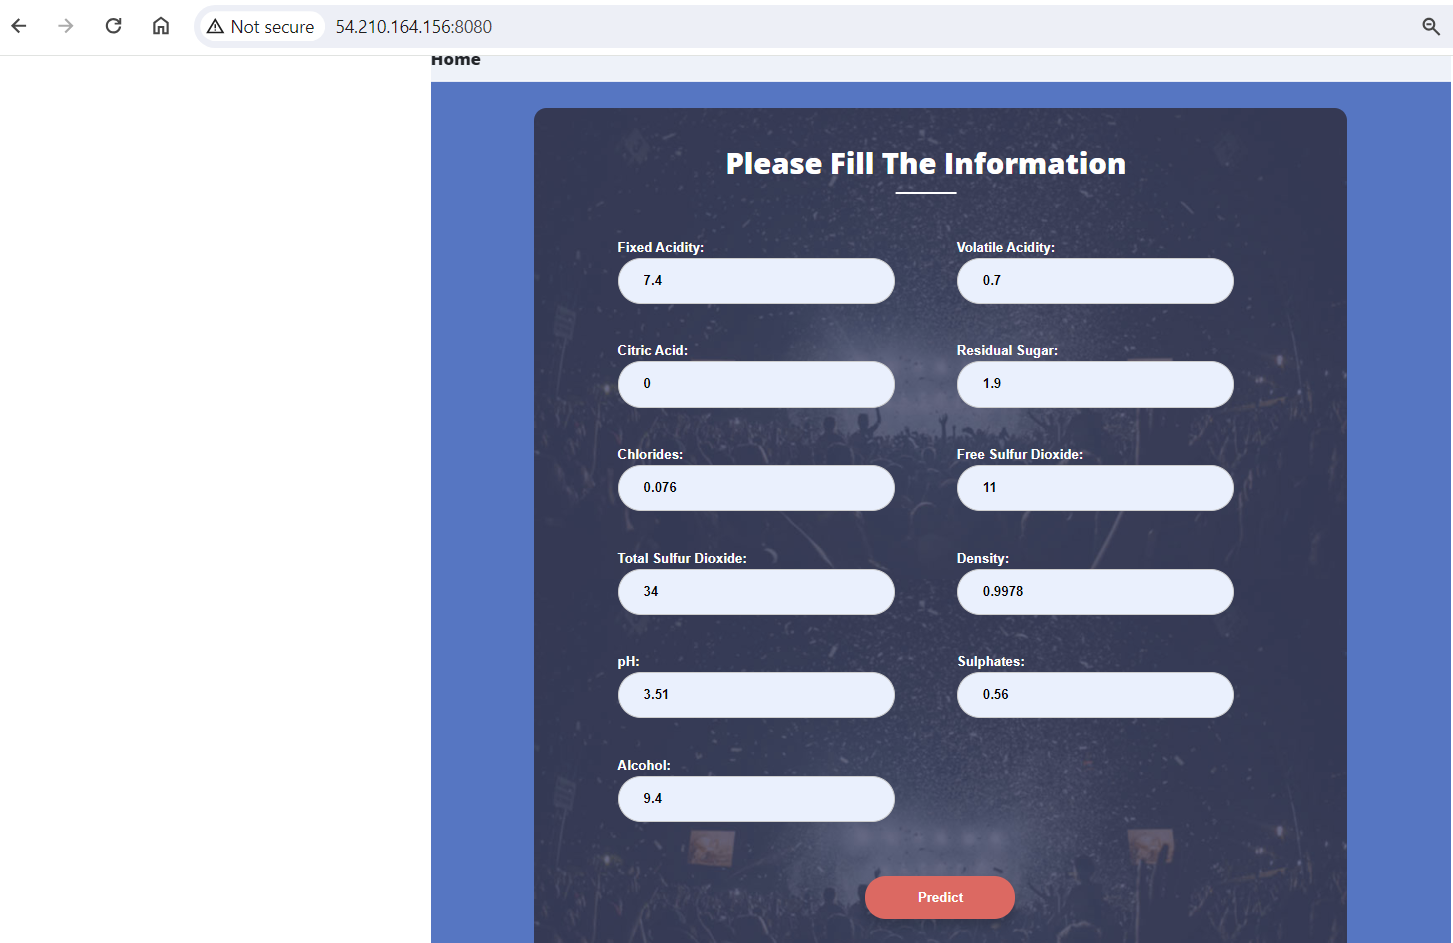 Not secure 54.210.164.156:8080
Home
Please Fill The Information
Fixed Acidity: Volatile Acidity:
7.4 0.7
Citric Acid: Residual Sugar:
0 1.9
Chlorides: Free Sulfur Dioxide:
0.076 11
Total Sulfur Dioxide: Density:
34 0.9978
pH: Sulphates:
3.51 0.56
Alcohol:
9.4
Predict